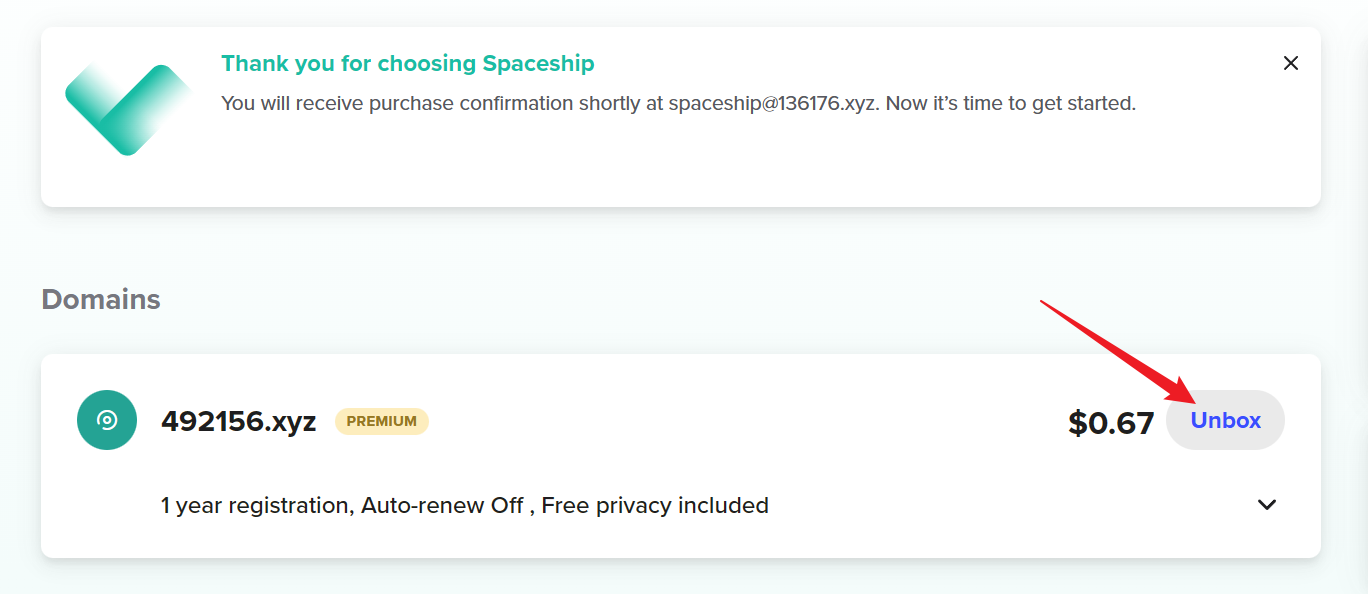 Thank you for choosing Spaceship
You will receive purchase confirmation shortly at spaceship@136176.xyz. Now it’s time to get started.
Domains
492156.xyz PREMIUM $0.67 Unbox
1 year registration, Auto-renew Off , Free privacy included